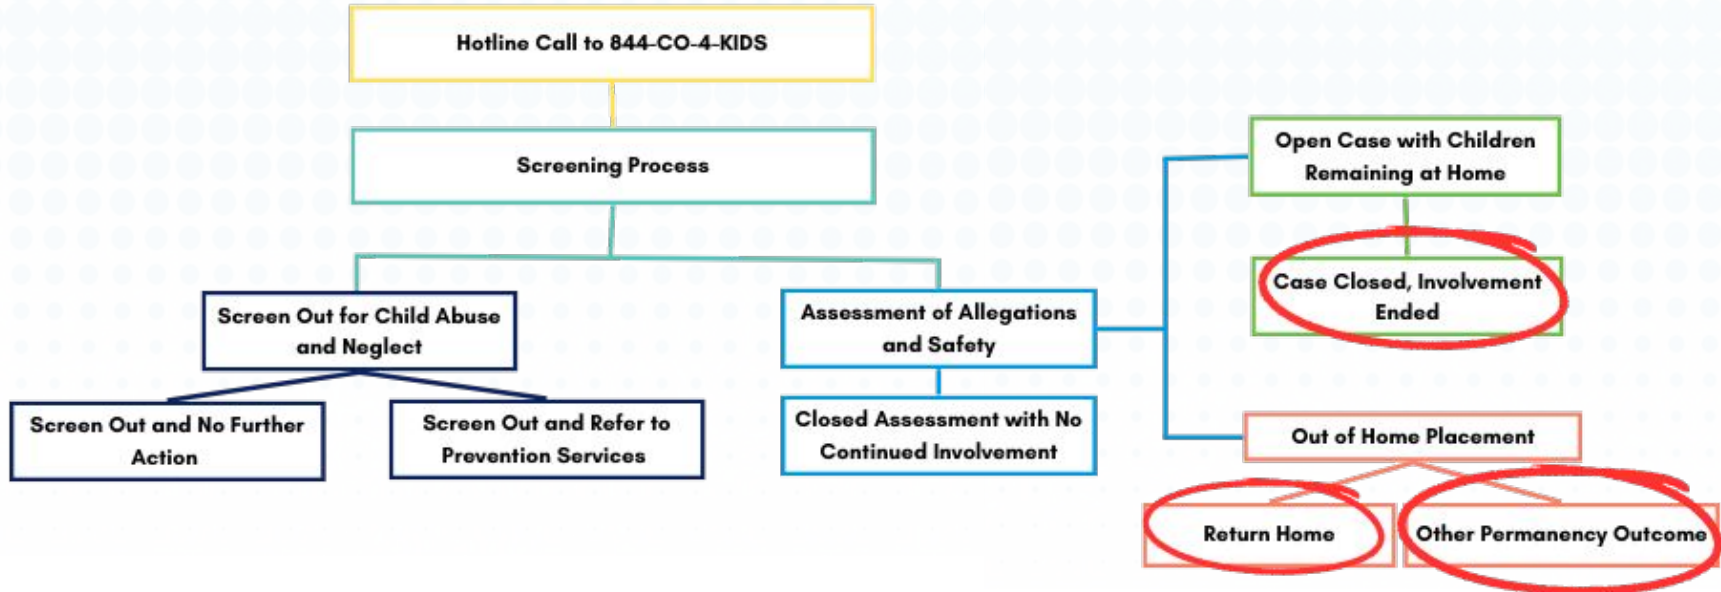 Hotline Call to 844-CO-4-KIDS
Screening Process
Open Case with Children
Remaining at Home
Case Closed, Involvement
Ended
Screen Out for Child Abuse
and Neglect
Assessment of Allegations
and Safety
Screen Out and No Further
Action
Screen Out and Refer to
Prevention Services
Closed Assessment with No
Continued Involvement
Out of Home Placement
Return Home
Other Permanency Outcome